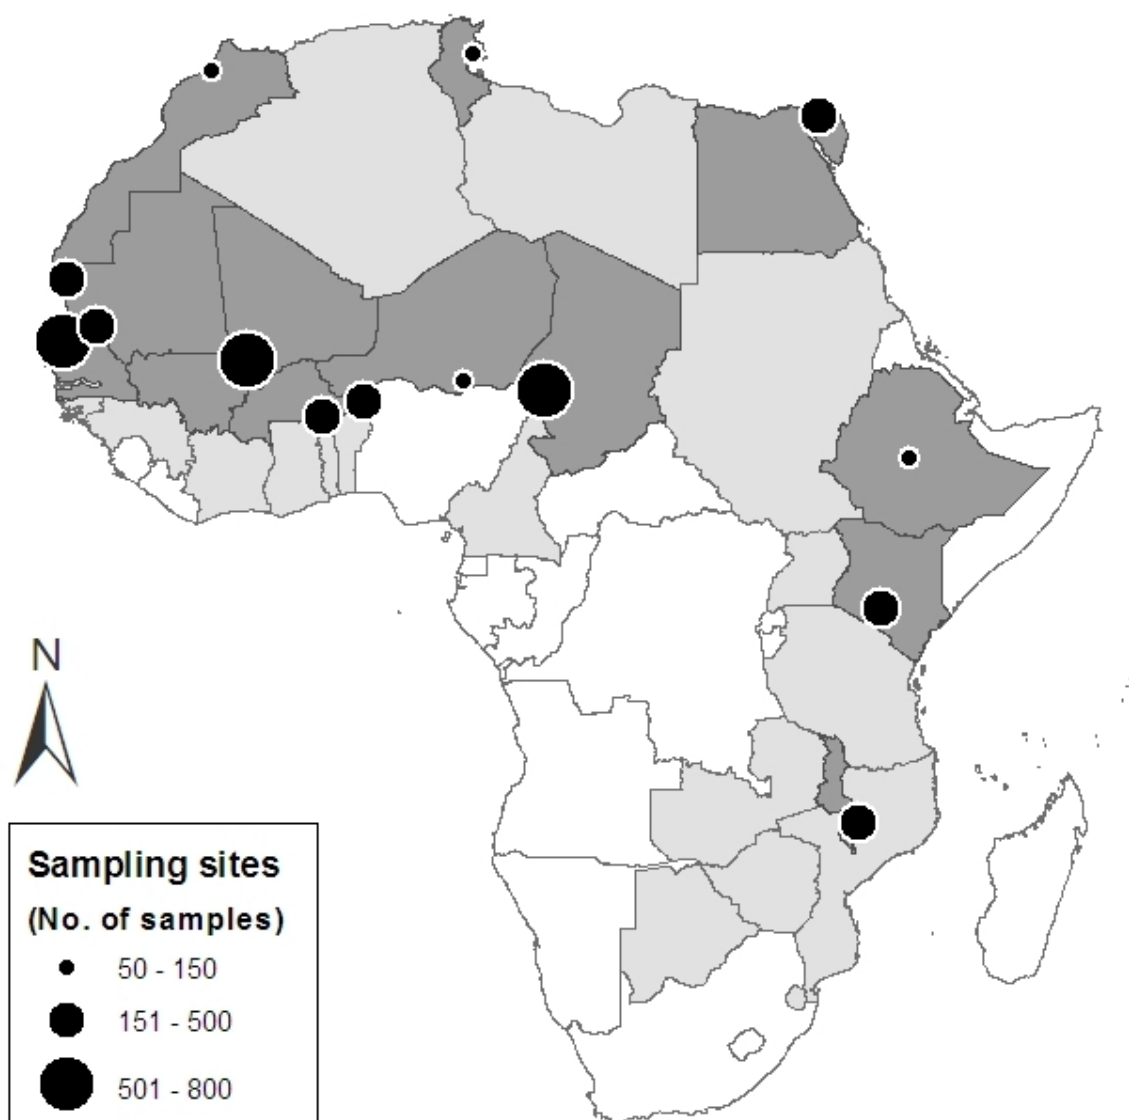 N
Sampling sites
(No. of samples)
50 - 150
151 - 500
501 - 800